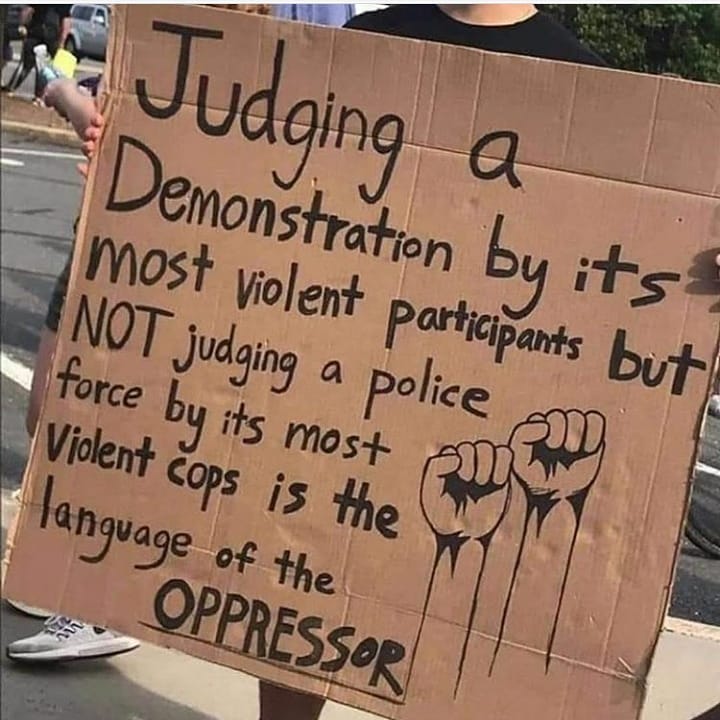 Judging a
Demonstration by its
most violent participants but
NOT judging a police
force by its most
Violent cops is the
language of the
OPPRESSOR